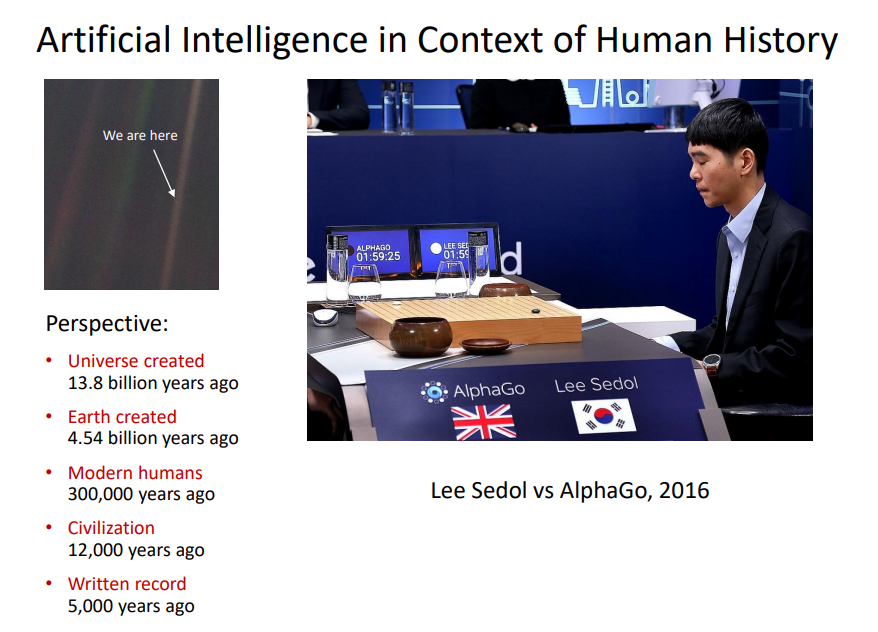 Artificial Intelligence in Context of Human History
We are here
Perspective:
• Universe created
13.8 billion years ago
• Earth created
4.54 billion years ago
• Modern humans
300,000 years ago
• Civilization
12,000 years ago
• Written record
5,000 years ago
ALPHAGO
01:59:25
LEE
01:59
d
AlphaGo
Lee Sedol
Lee Sedol vs AlphaGo, 2016